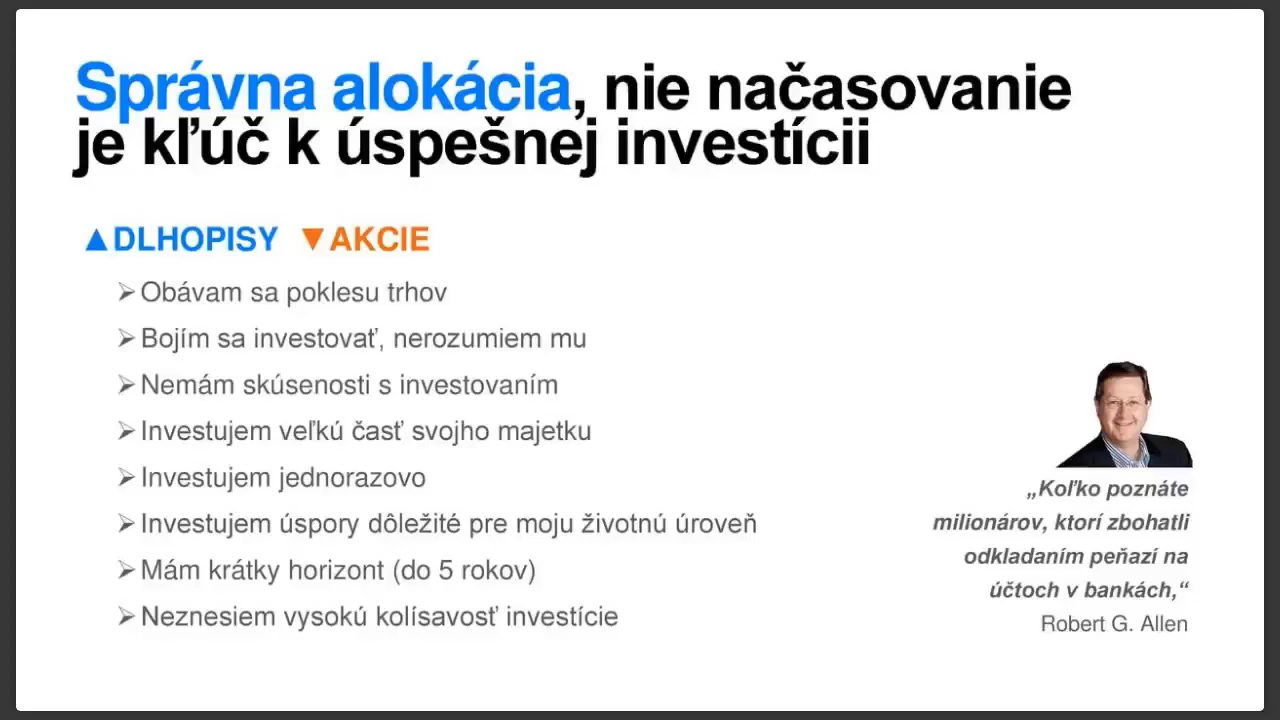 Správna alokácia, nie načasovanie
je kľúč k úspešnej investícii
▲DLHOPISY ▼AKCIE
➢Obávam sa poklesu trhov
➢Bojím sa investovať, nerozumiem mu
➢Nemám skúsenosti s investovaním
➢Investujem veľkú časť svojho majetku
➢Investujem jednorazovo
➢Investujem úspory dôležité pre moju životnú úroveň
➢Mám krátky horizont (do 5 rokov)
➢Neznesiem vysokú kolísavosť investície
„Koľko poznáte
milionárov, ktorí zbohatli
odkladaním peňazí na
účtoch v bankách,“
Robert G. Allen